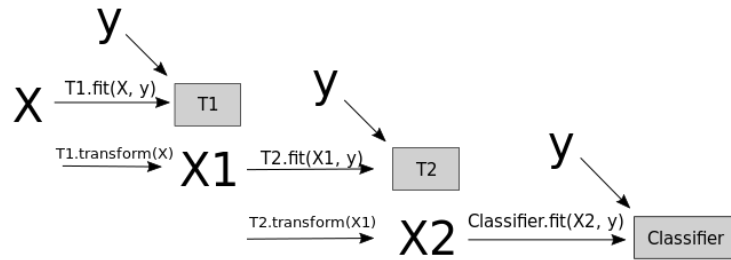 y
X T1.fit(X, y) T1
y
T1.transform(X) X1 T2.fit(X1, y) T2
y
T2.transform(X1) X2 Classifier.fit(X2, y) Classifier